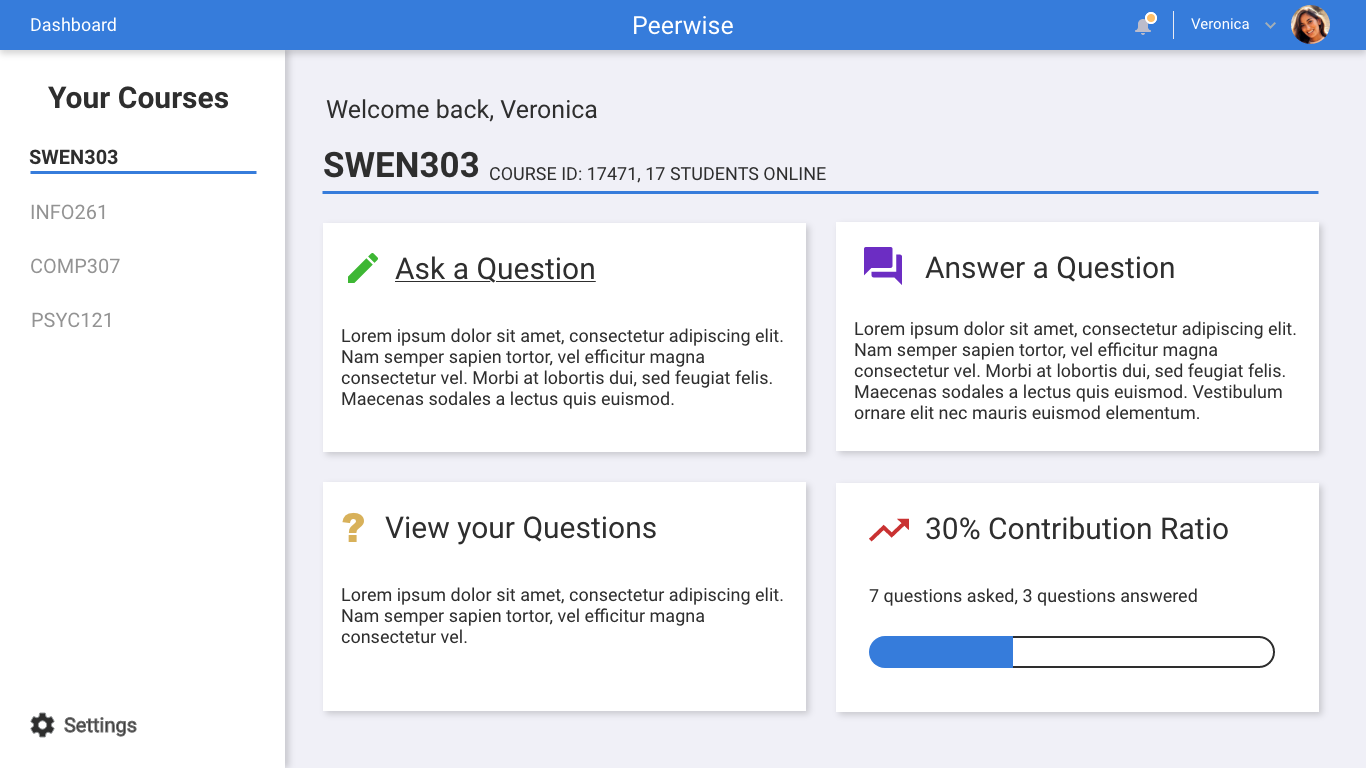 Dashboard
Peerwise
Veronica
Your Courses
SWEN303
INFO261
COMP307
PSYC121
Settings
Welcome back, Veronica
SWEN303 COURSE ID: 17471, 17 STUDENTS ONLINE
Ask a Question
Lorem ipsum dolor sit amet, consectetur adipiscing elit.
Nam semper sapien tortor, vel efficitur magna
consectetur vel. Morbi at lobortis dui, sed feugiat felis.
Maecenas sodales a lectus quis euismod.
Answer a Question
Lorem ipsum dolor sit amet, consectetur adipiscing elit.
Nam semper sapien tortor, vel efficitur magna
consectetur vel. Morbi at lobortis dui, sed feugiat felis.
Maecenas sodales a lectus quis euismod. Vestibulum
ornare elit nec mauris euismod elementum.
? View your Questions
Lorem ipsum dolor sit amet, consectetur adipiscing elit.
Nam semper sapien tortor, vel efficitur magna
consectetur vel.
30% Contribution Ratio
7 questions asked, 3 questions answered